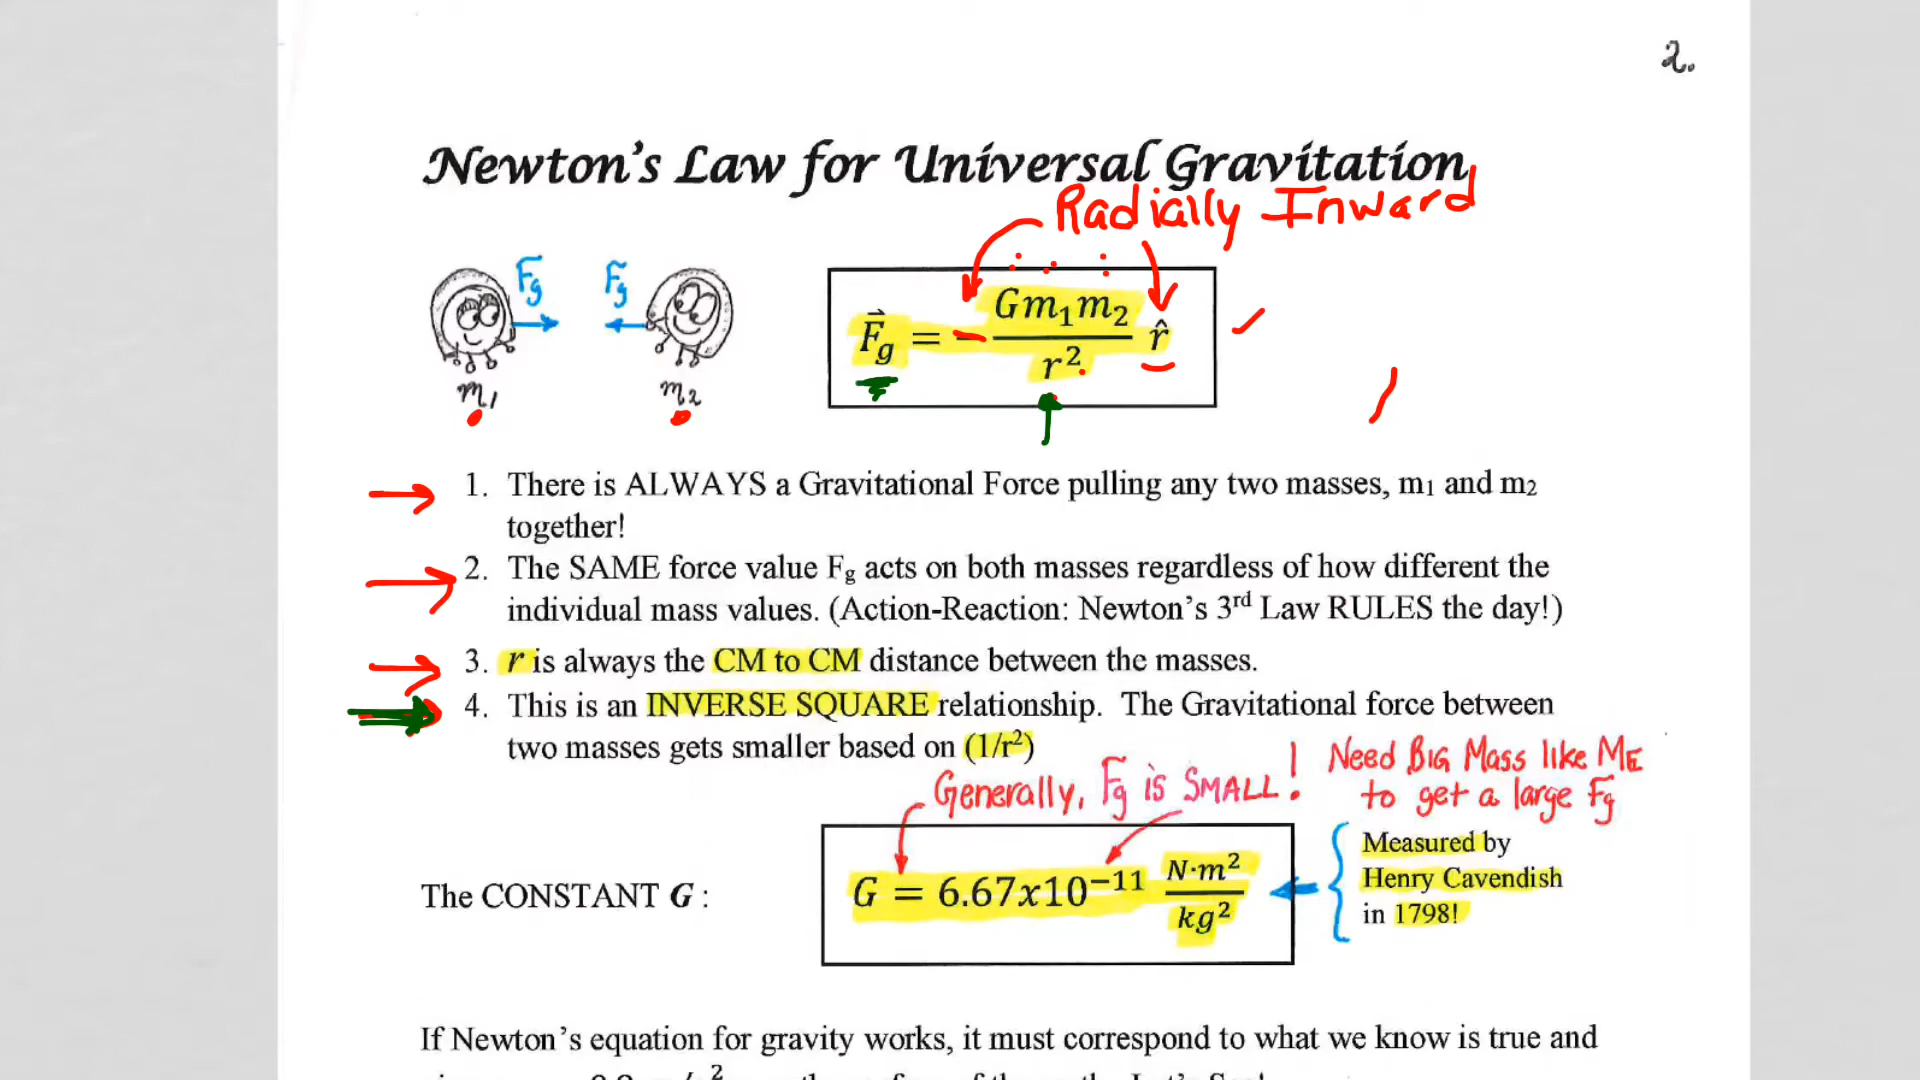 2.
Newton's Law for Universal Gravitation
Radially Inward
Fg Fg
m1 m2
F⃗g = − Gm₁m₂ / r² r̂
1. There is ALWAYS a Gravitational Force pulling any two masses, m1 and m2
together!
2. The SAME force value Fg acts on both masses regardless of how different the
individual mass values. (Action-Reaction: Newton's 3rd Law RULES the day!)
3. r is always the CM to CM distance between the masses.
4. This is an INVERSE SQUARE relationship. The Gravitational force between
two masses gets smaller based on (1/r²)
Generally, Fg is SMALL!
Need BIG Mass like ME
to get a large Fg
The CONSTANT G :
G = 6.67x10⁻¹¹ N·m²/kg²
Measured by
Henry Cavendish
in 1798!
If Newton's equation for gravity works, it must correspond to what we know is true and